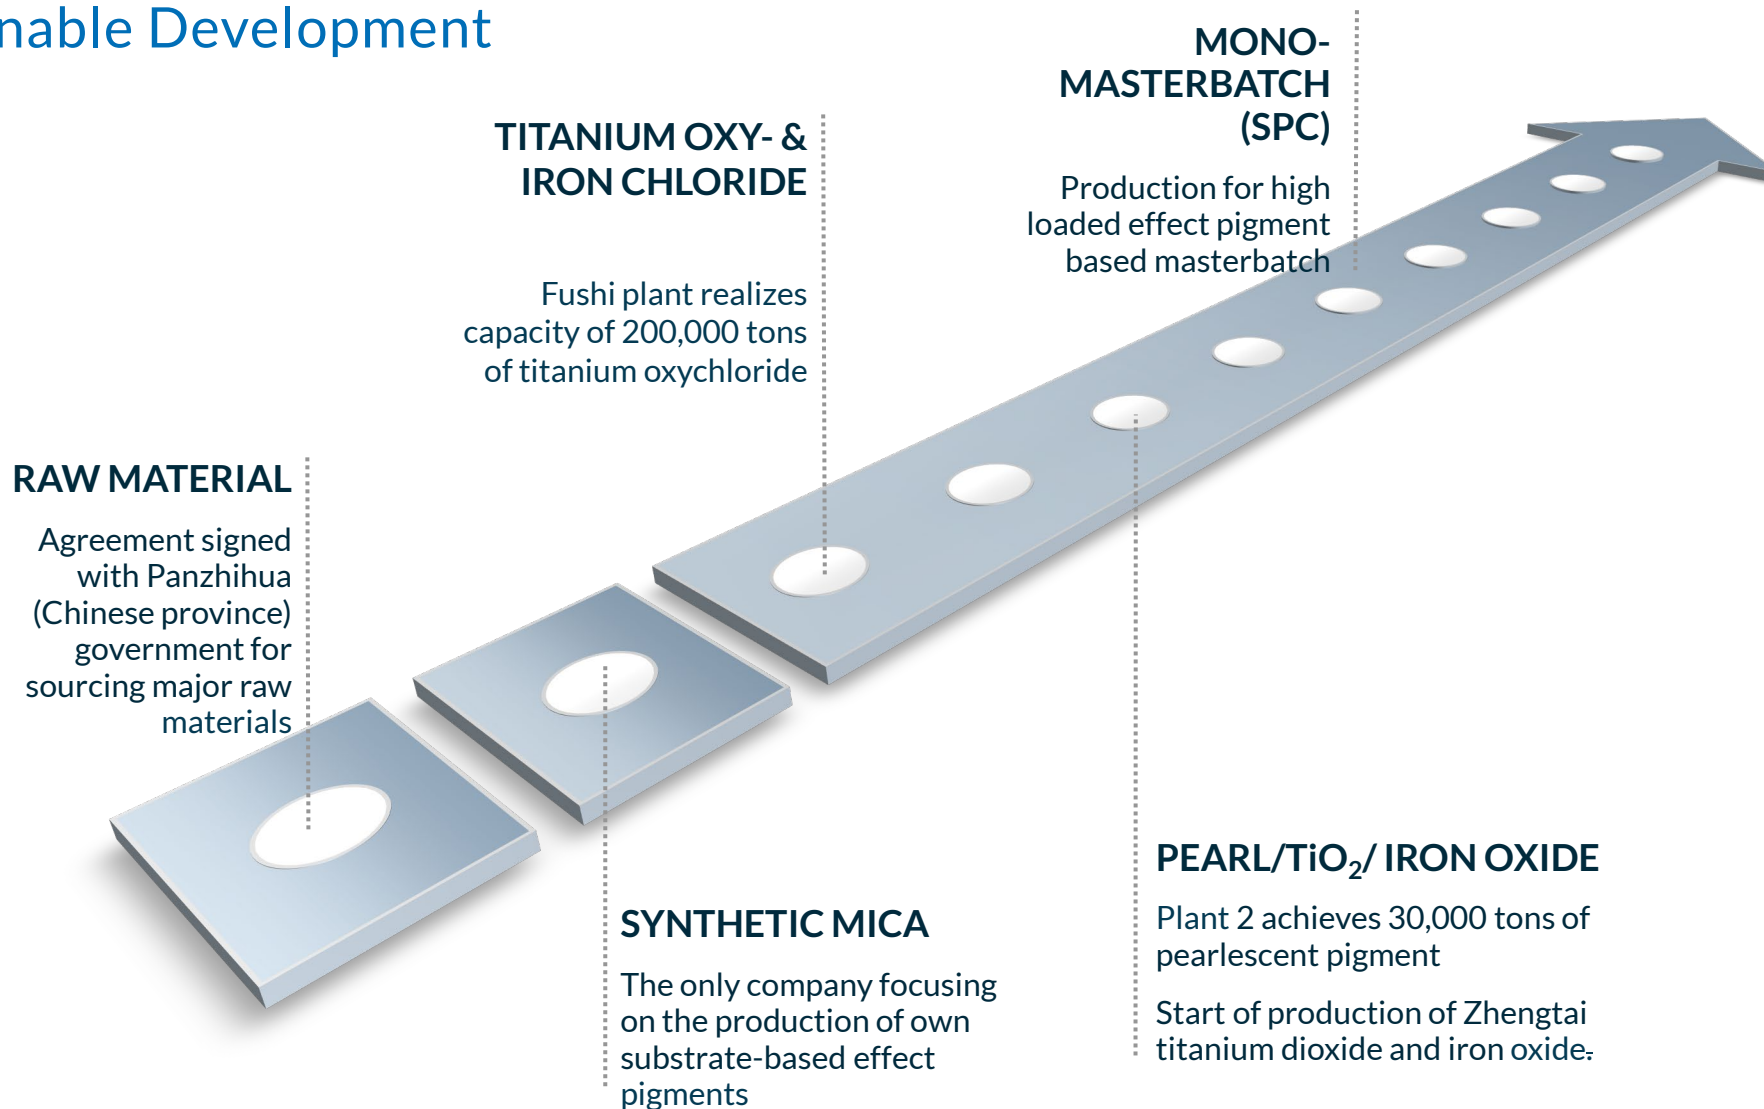 nable Development
MONO-
MASTERBATCH
(SPC)
Production for high
loaded effect pigment
based masterbatch
TITANIUM OXY- &
IRON CHLORIDE
Fushi plant realizes
capacity of 200,000 tons
of titanium oxychloride
RAW MATERIAL
Agreement signed
with Panzhihua
(Chinese province)
government for
sourcing major raw
materials
SYNTHETIC MICA
The only company focusing
on the production of own
substrate-based effect
pigments
PEARL/TiO₂/ IRON OXIDE
Plant 2 achieves 30,000 tons of
pearlescent pigment
Start of production of Zhengtai
titanium dioxide and iron oxide.